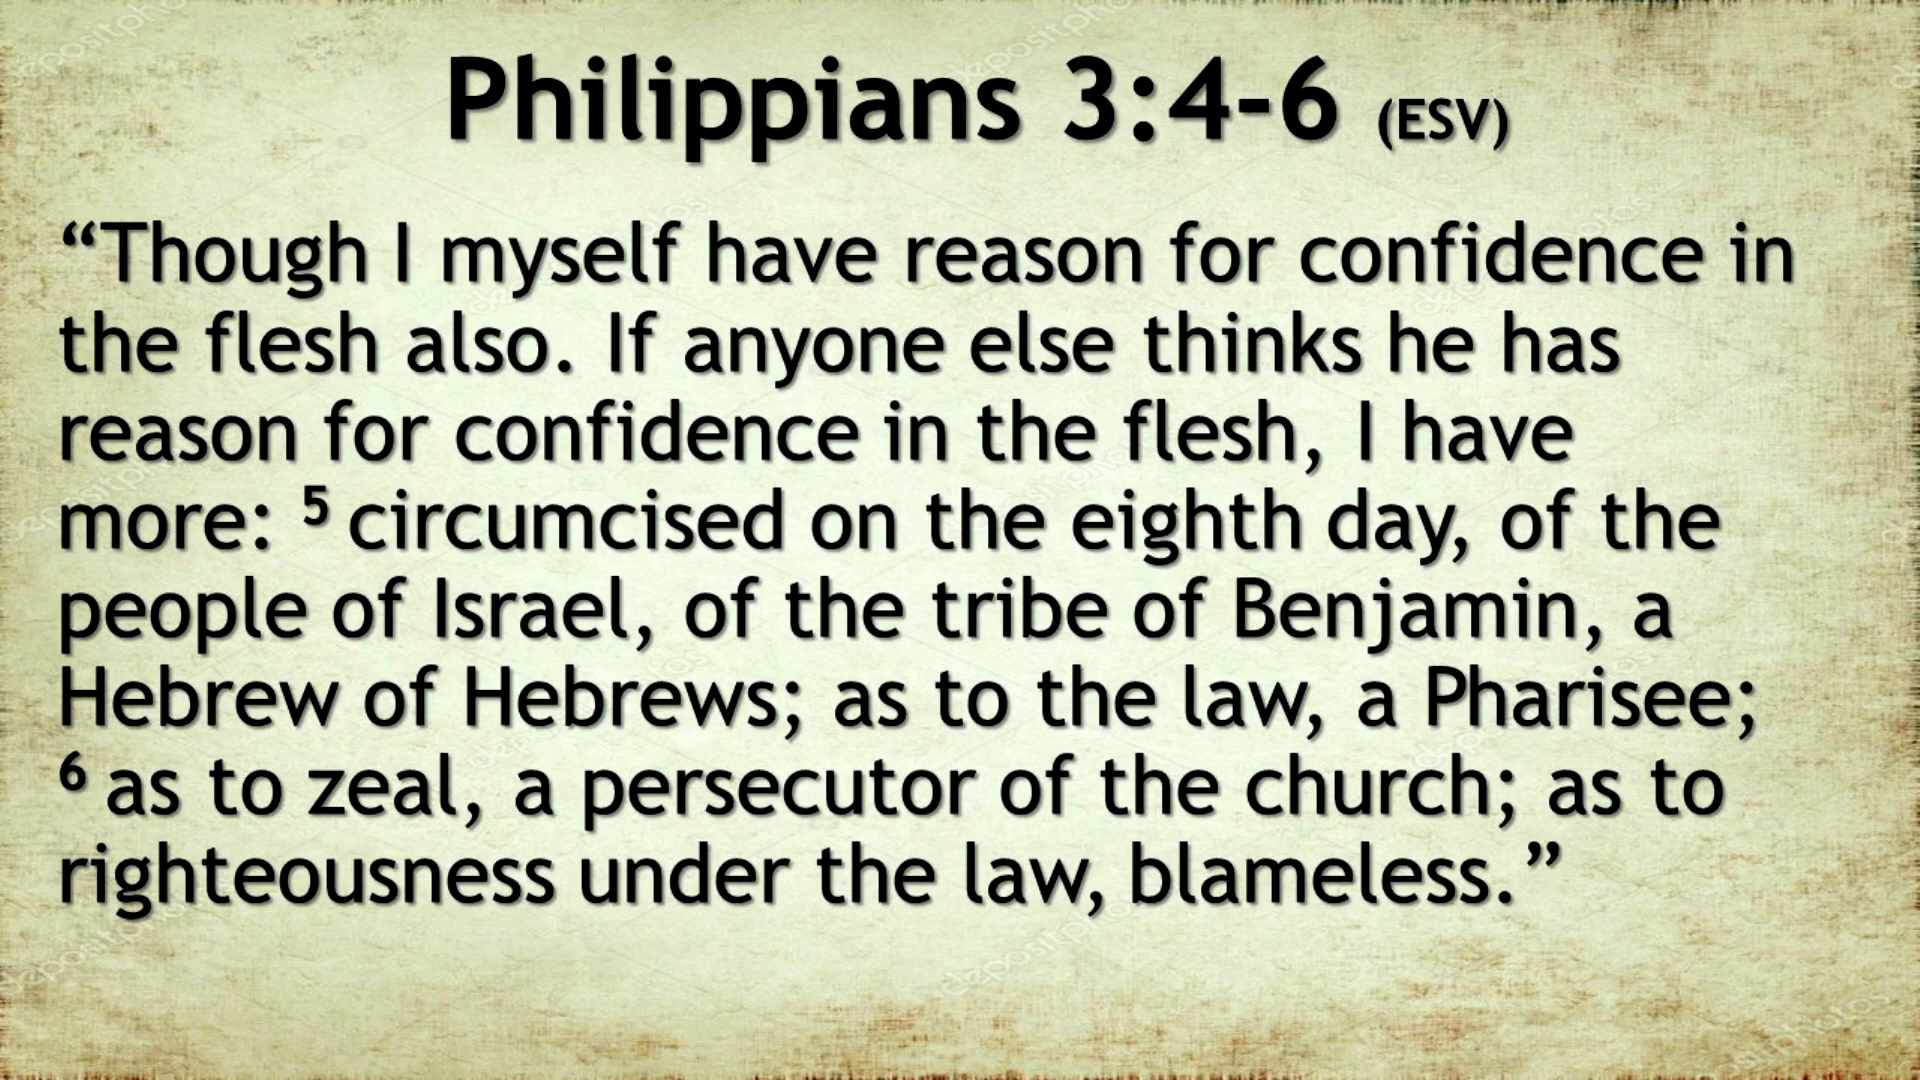 Philippians 3:4-6 (ESV)
“Though I myself have reason for confidence in
the flesh also. If anyone else thinks he has
reason for confidence in the flesh, I have
more: ⁵ circumcised on the eighth day, of the
people of Israel, of the tribe of Benjamin, a
Hebrew of Hebrews; as to the law, a Pharisee;
⁶ as to zeal, a persecutor of the church; as to
righteousness under the law, blameless.”